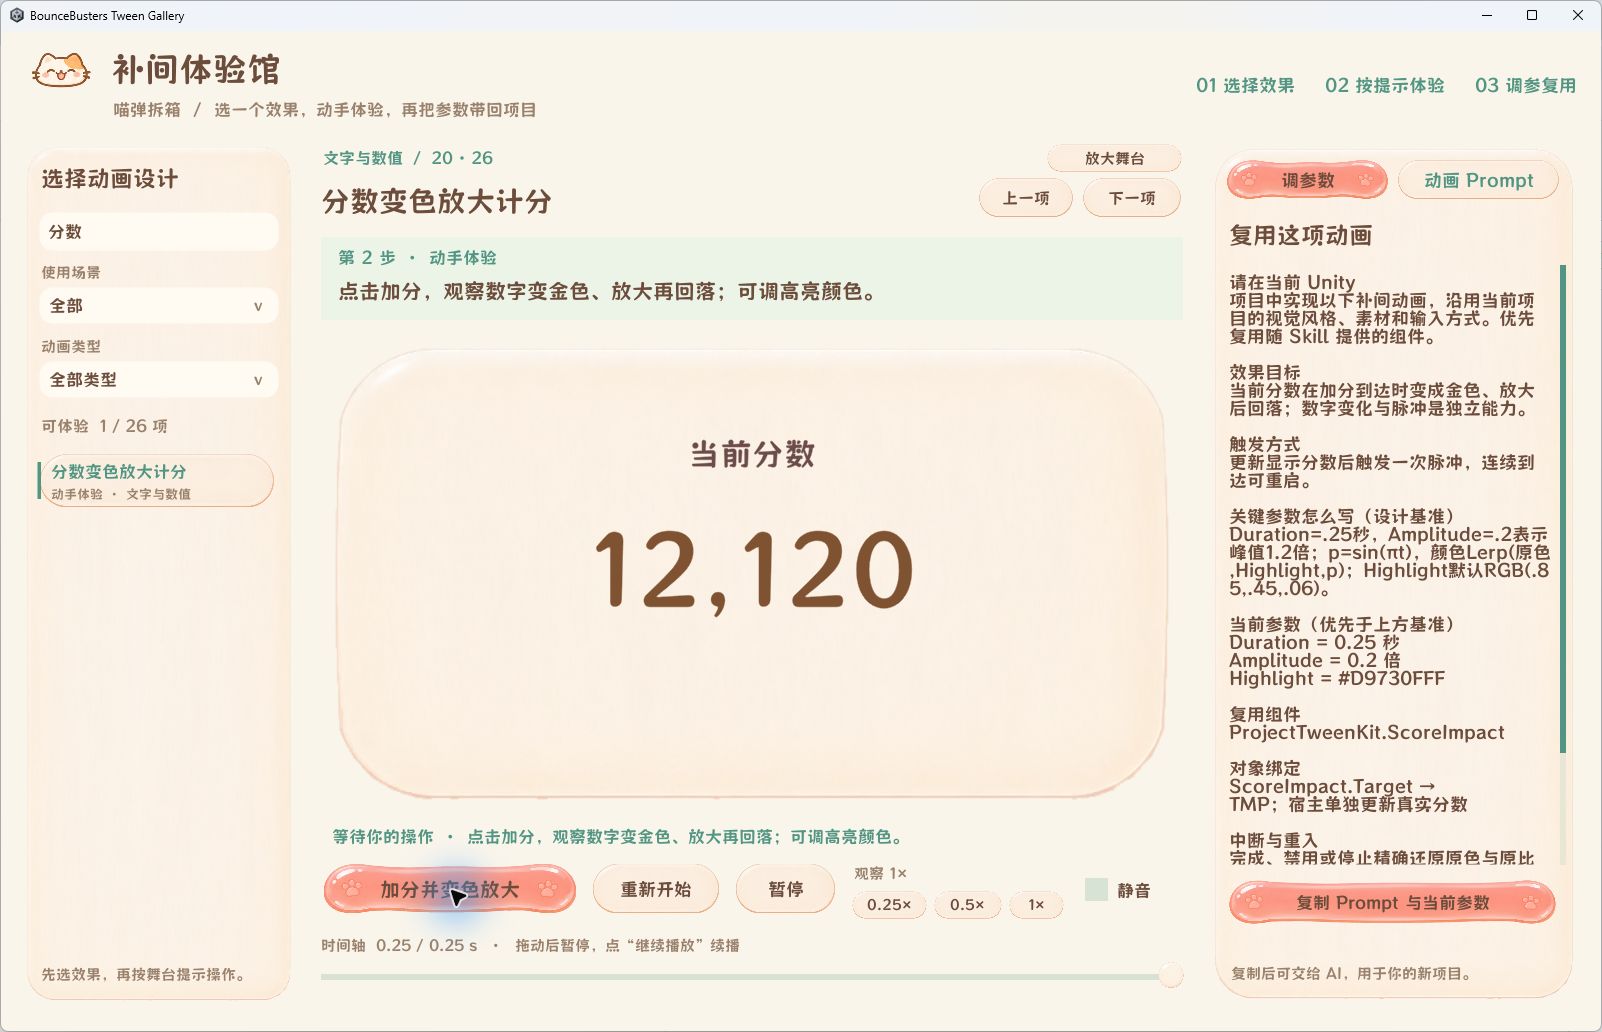 BounceBusters Tween Gallery
补间体验馆
喵弹拆箱 / 选一个效果，动手体验，再把参数带回项目
01 选择效果 02 按提示体验 03 调参复用
选择动画设计
分数
使用场景
全部 v
动画类型
全部类型 v
可体验 1 / 26 项
分数变色放大计分
动手体验 · 文字与数值
先选效果，再按舞台提示操作。
文字与数值 / 20 · 26
分数变色放大计分
放大舞台
上一项 下一项
第 2 步 · 动手体验
点击加分，观察数字变金色、放大再回落；可调高亮颜色。
当前分数
12,120
等待你的操作 · 点击加分，观察数字变金色、放大再回落；可调高亮颜色。
加分并变色放大 重新开始 暂停
观察 1×
0.25× 0.5× 1×
静音
时间轴 0.25 / 0.25 s · 拖动后暂停，点“继续播放”续播
调参数 动画 Prompt
复用这项动画
请在当前 Unity
项目中实现以下补间动画，沿用当前项
目的视觉风格、素材和输入方式。优先
复用随 Skill 提供的组件。
效果目标
当前分数在加分到达时变成金色、放大
后回落；数字变化与脉冲是独立能力。
触发方式
更新显示分数后触发一次脉冲，连续到
达可重启。
关键参数怎么写（设计基准）
Duration=.25秒，Amplitude=.2表示
峰值1.2倍；p=sin(πt)，颜色Lerp(原色
,Highlight,p)；Highlight默认RGB(.8
5,.45,.06)。
当前参数（优先于上方基准）
Duration = 0.25 秒
Amplitude = 0.2 倍
Highlight = #D9730FFF
复用组件
ProjectTweenKit.ScoreImpact
对象绑定
ScoreImpact.Target →
TMP；宿主单独更新真实分数
中断与重入
完成、禁用或停止精确还原原色与原比
复制 Prompt 与当前参数
复制后可交给 AI，用于你的新项目。